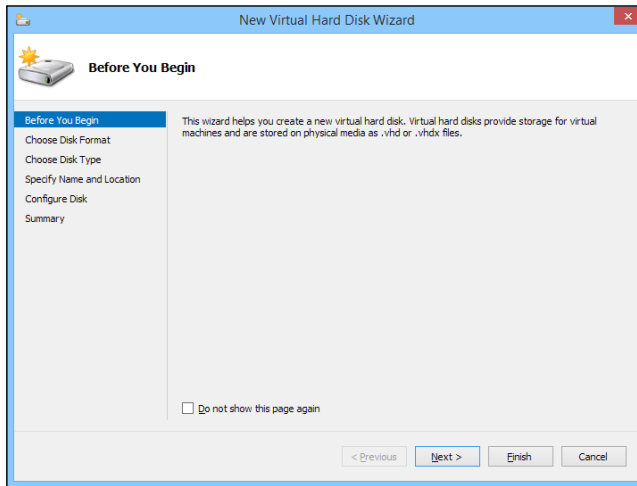 New Virtual Hard Disk Wizard
Before You Begin
Before You Begin
Choose Disk Format
Choose Disk Type
Specify Name and Location
Configure Disk
Summary
This wizard helps you create a new virtual hard disk. Virtual hard disks provide storage for virtual
machines and are stored on physical media as .vhd or .vhdx files.
Do not show this page again
< Previous
Next >
Finish
Cancel